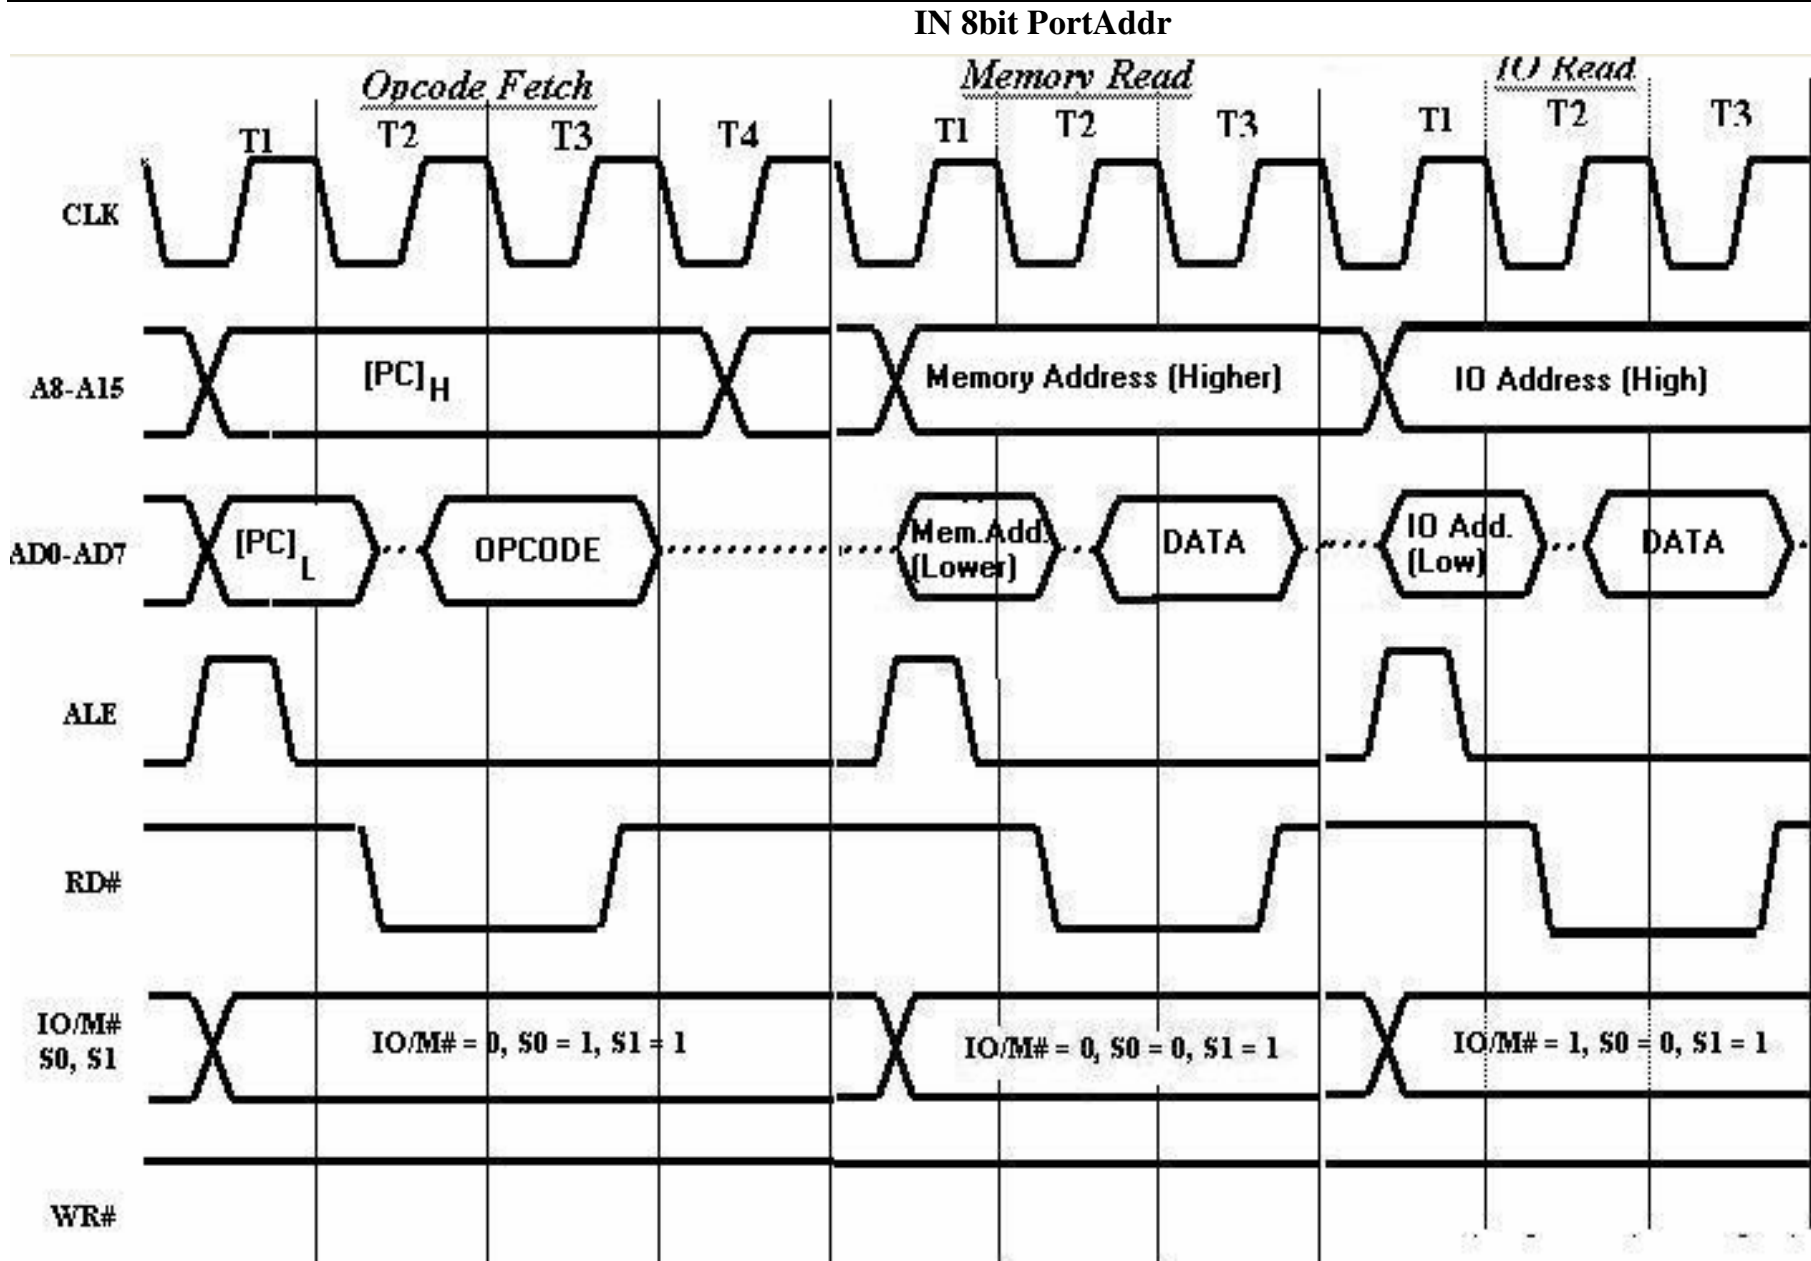 IN 8bit PortAddr
Opcode Fetch
Memory Read
IO Read
T1 T2 T3 T4 T1 T2 T3 T1 T2 T3
CLK
A8-A15 [PC]H Memory Address (Higher) IO Address (High)
AD0-AD7 [PC]L OPCODE Mem.Add. DATA IO Add. DATA
(Lower) (Low)
ALE
RD#
IO/M# IO/M# = 0, S0 = 1, S1 = 1 IO/M# = 0, S0 = 0, S1 = 1 IO/M# = 1, S0 = 0, S1 = 1
S0, S1
WR#